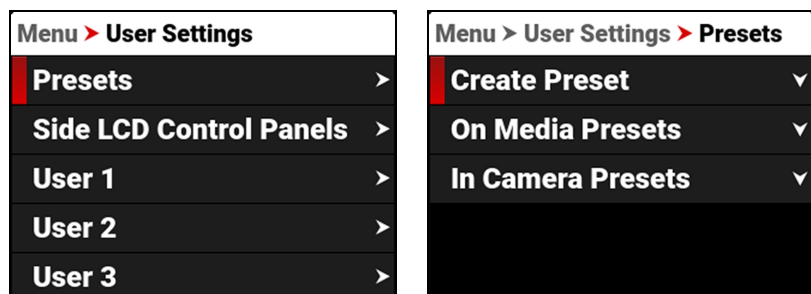 Menu > User Settings
Presets
Side LCD Control Panels
User 1
User 2
User 3
Menu > User Settings > Presets
Create Preset
On Media Presets
In Camera Presets